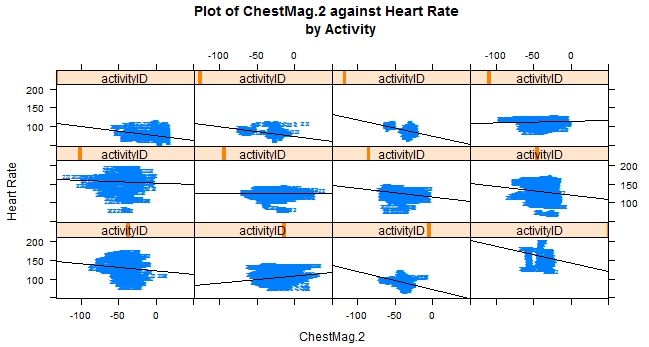 Plot of ChestMag.2 against Heart Rate
by Activity
-100 -50 0 -100 -50 0
activityID activityID activityID activityID
200
150
100
activityID activityID activityID activityID
200
150
100
activityID activityID activityID activityID
200
150
100
-100 -50 0 -100 -50 0
Heart Rate
ChestMag.2